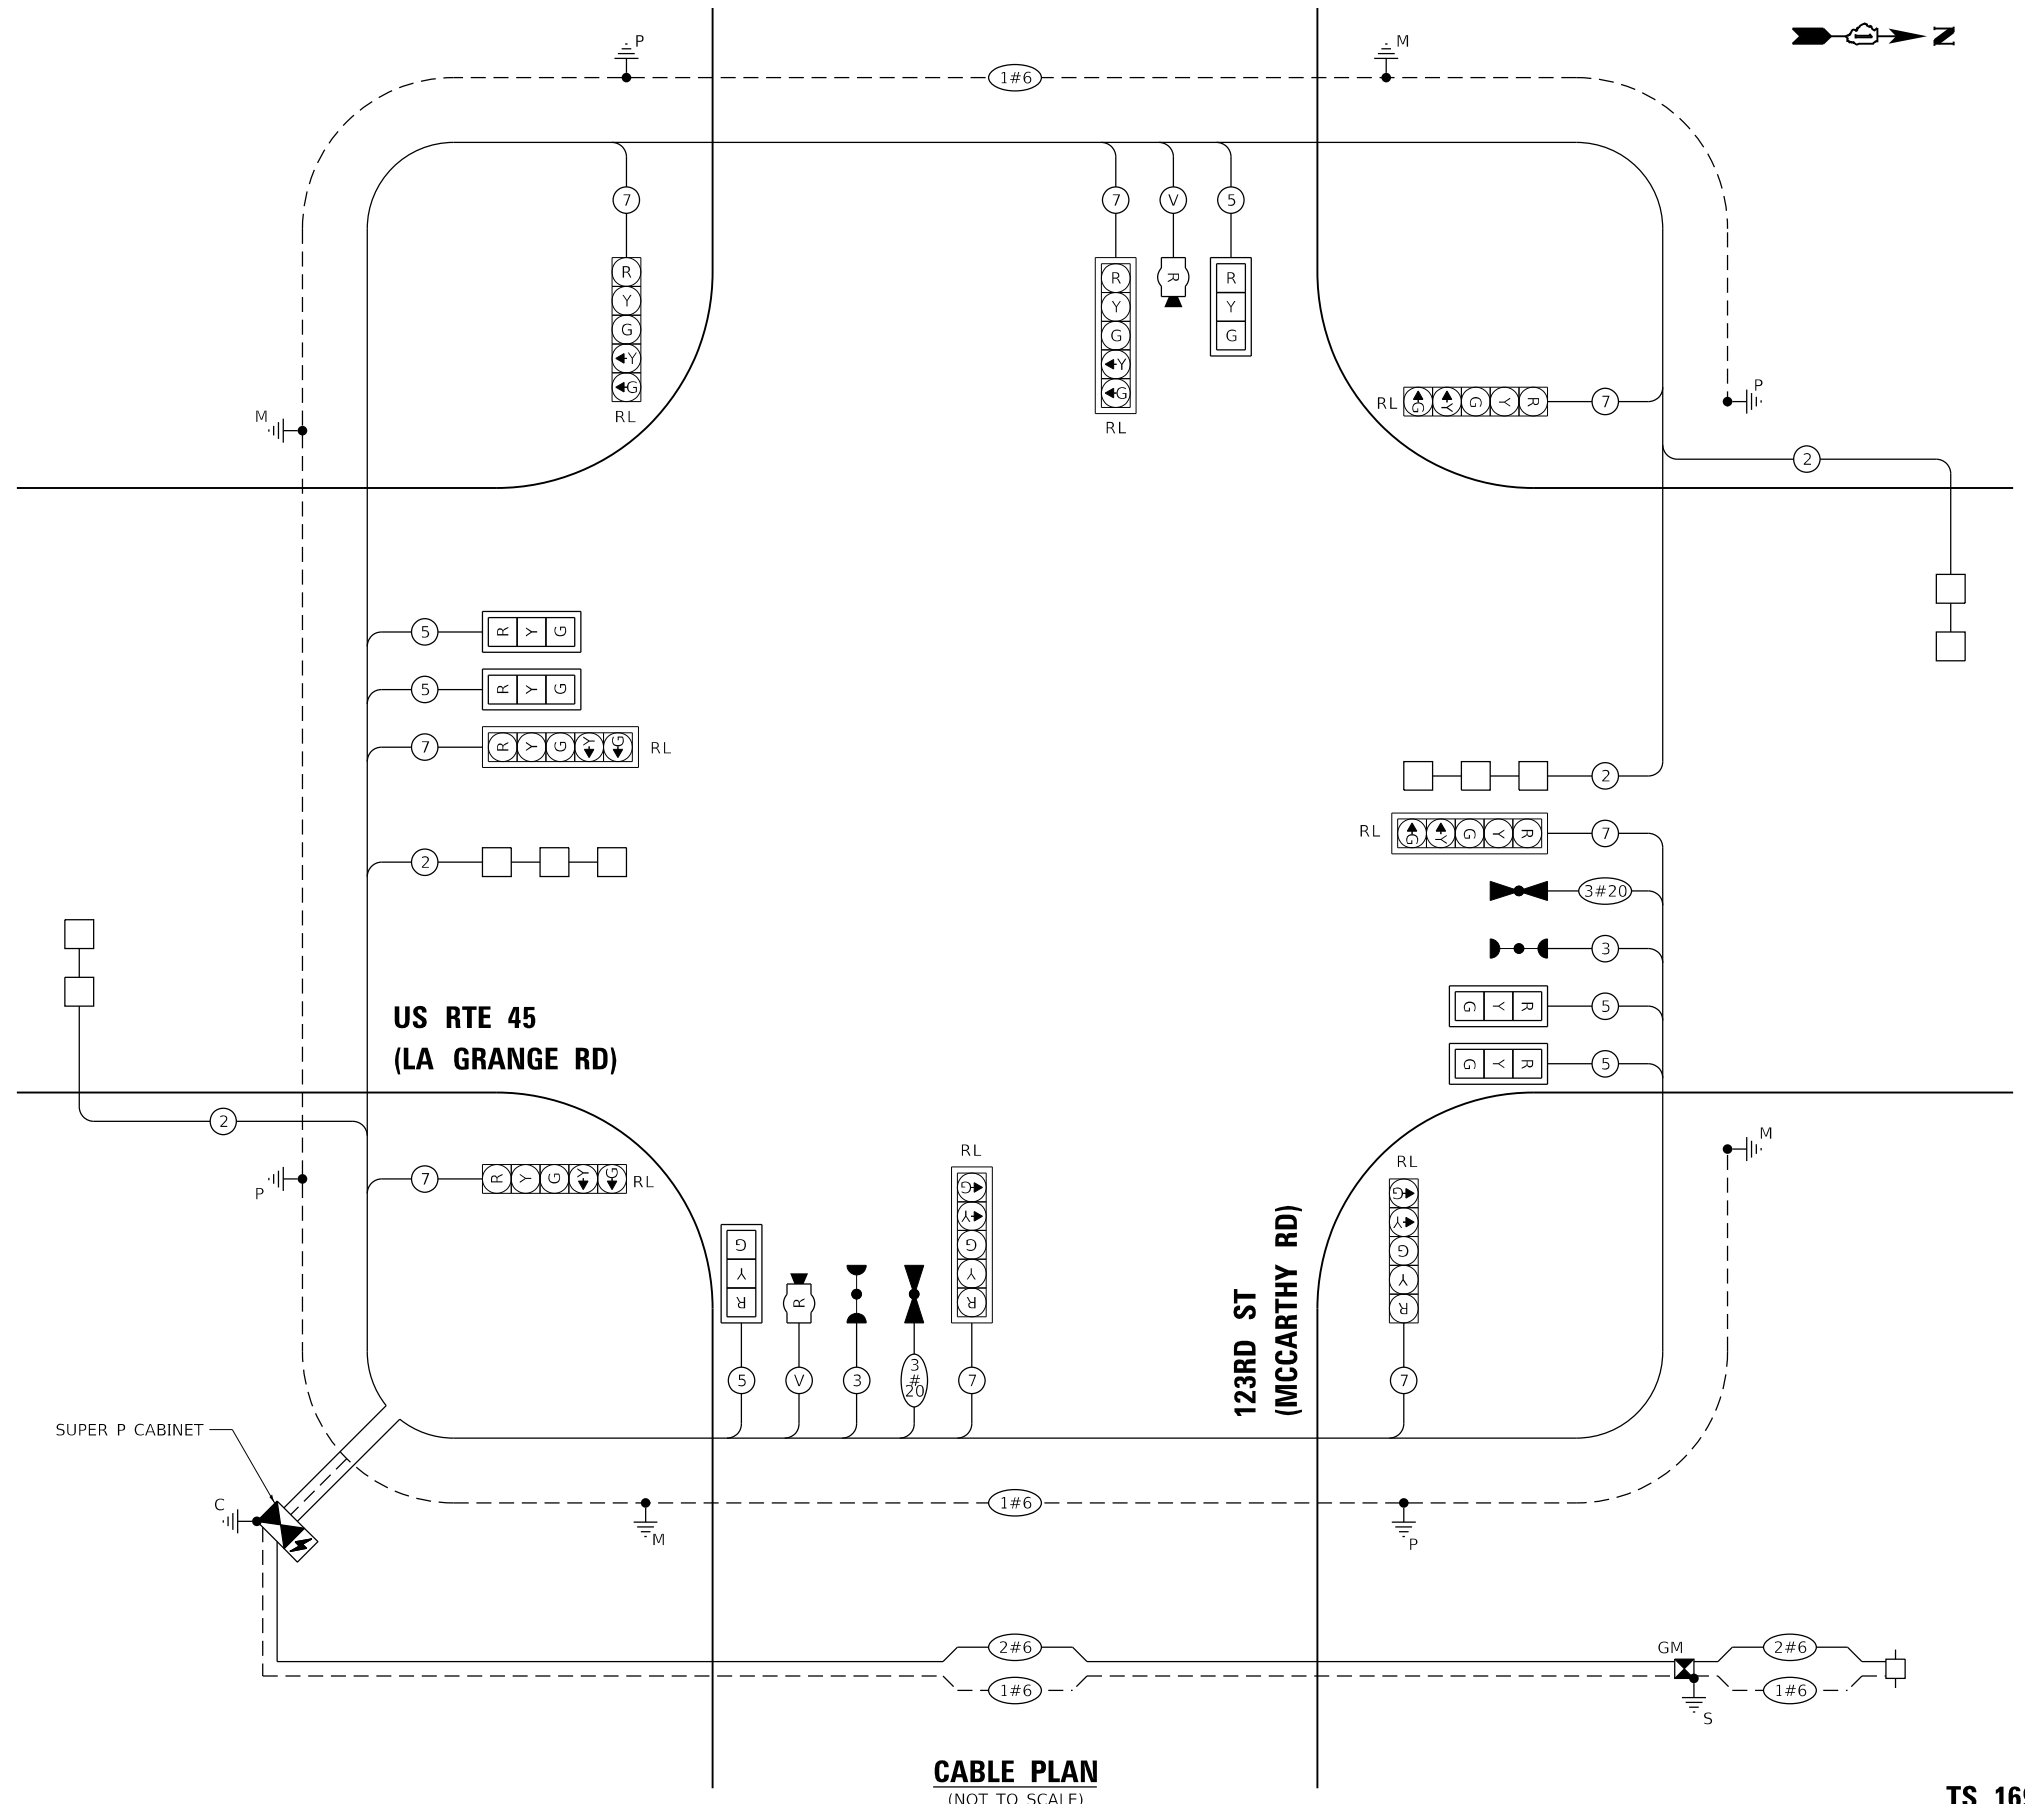 P
M
N
1#6
7
7
V
5
R
Y
G
Y
G
RL
R
Y
G
Y
G
RL
R
R
Y
G
P
RL
G Y G Y R
7
M
2
5
R Y G
5
R Y G
7
R Y G Y G
RL
2
2
RL
G Y G Y R
7
3#20
3
G Y R
5
G Y R
5
US RTE 45
(LA GRANGE RD)
2
P
7
R Y G Y G
RL
M
RL
G
Y
G
Y
R
RL
G
Y
G
Y
R
G
Y
R
R
5
V
3
3
#
20
7
7
123RD ST
(MCCARTHY RD)
SUPER P CABINET
C
1#6
M
P
2#6
1#6
GM
2#6
1#6
S
CABLE PLAN
(NOT TO SCALE)